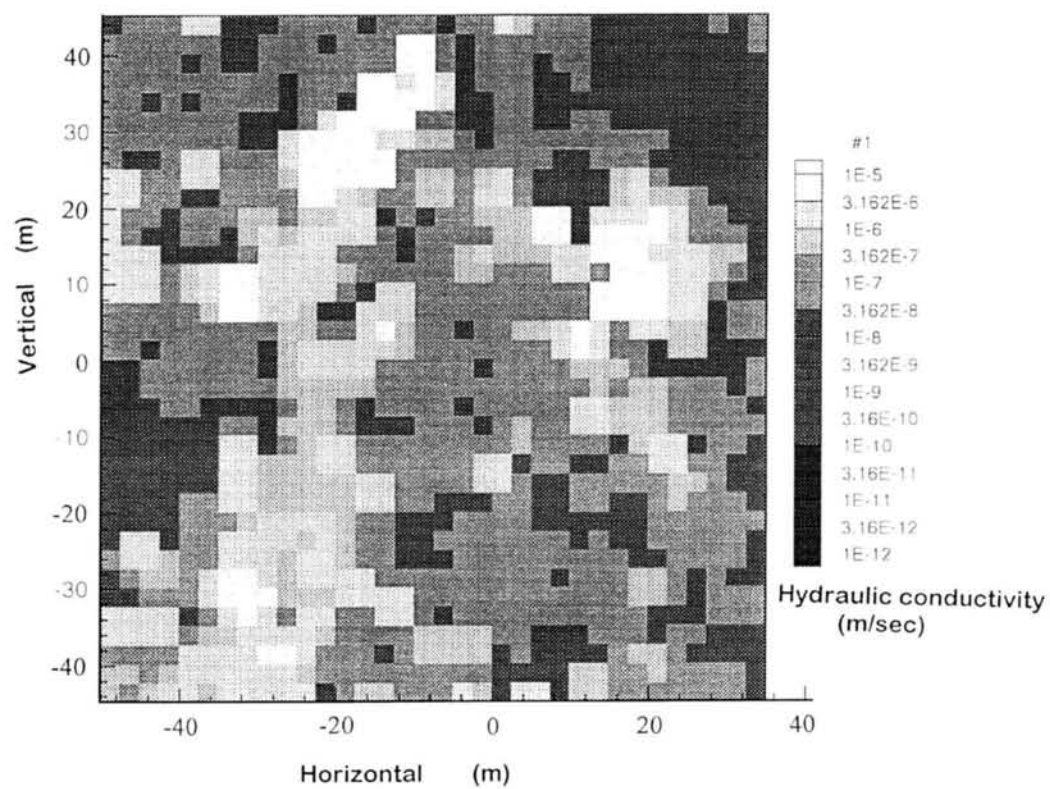 40
30
20
10
0
-10
-20
-30
-40
Vertical (m)
-40
-20
0
20
40
Horizontal (m)
#1
1E-5
3.162E-6
1E-6
3.162E-7
1E-7
3.162E-8
1E-8
3.162E-9
1E-9
3.16E-10
1E-10
3.16E-11
1E-11
3.16E-12
1E-12
Hydraulic conductivity
(m/sec)